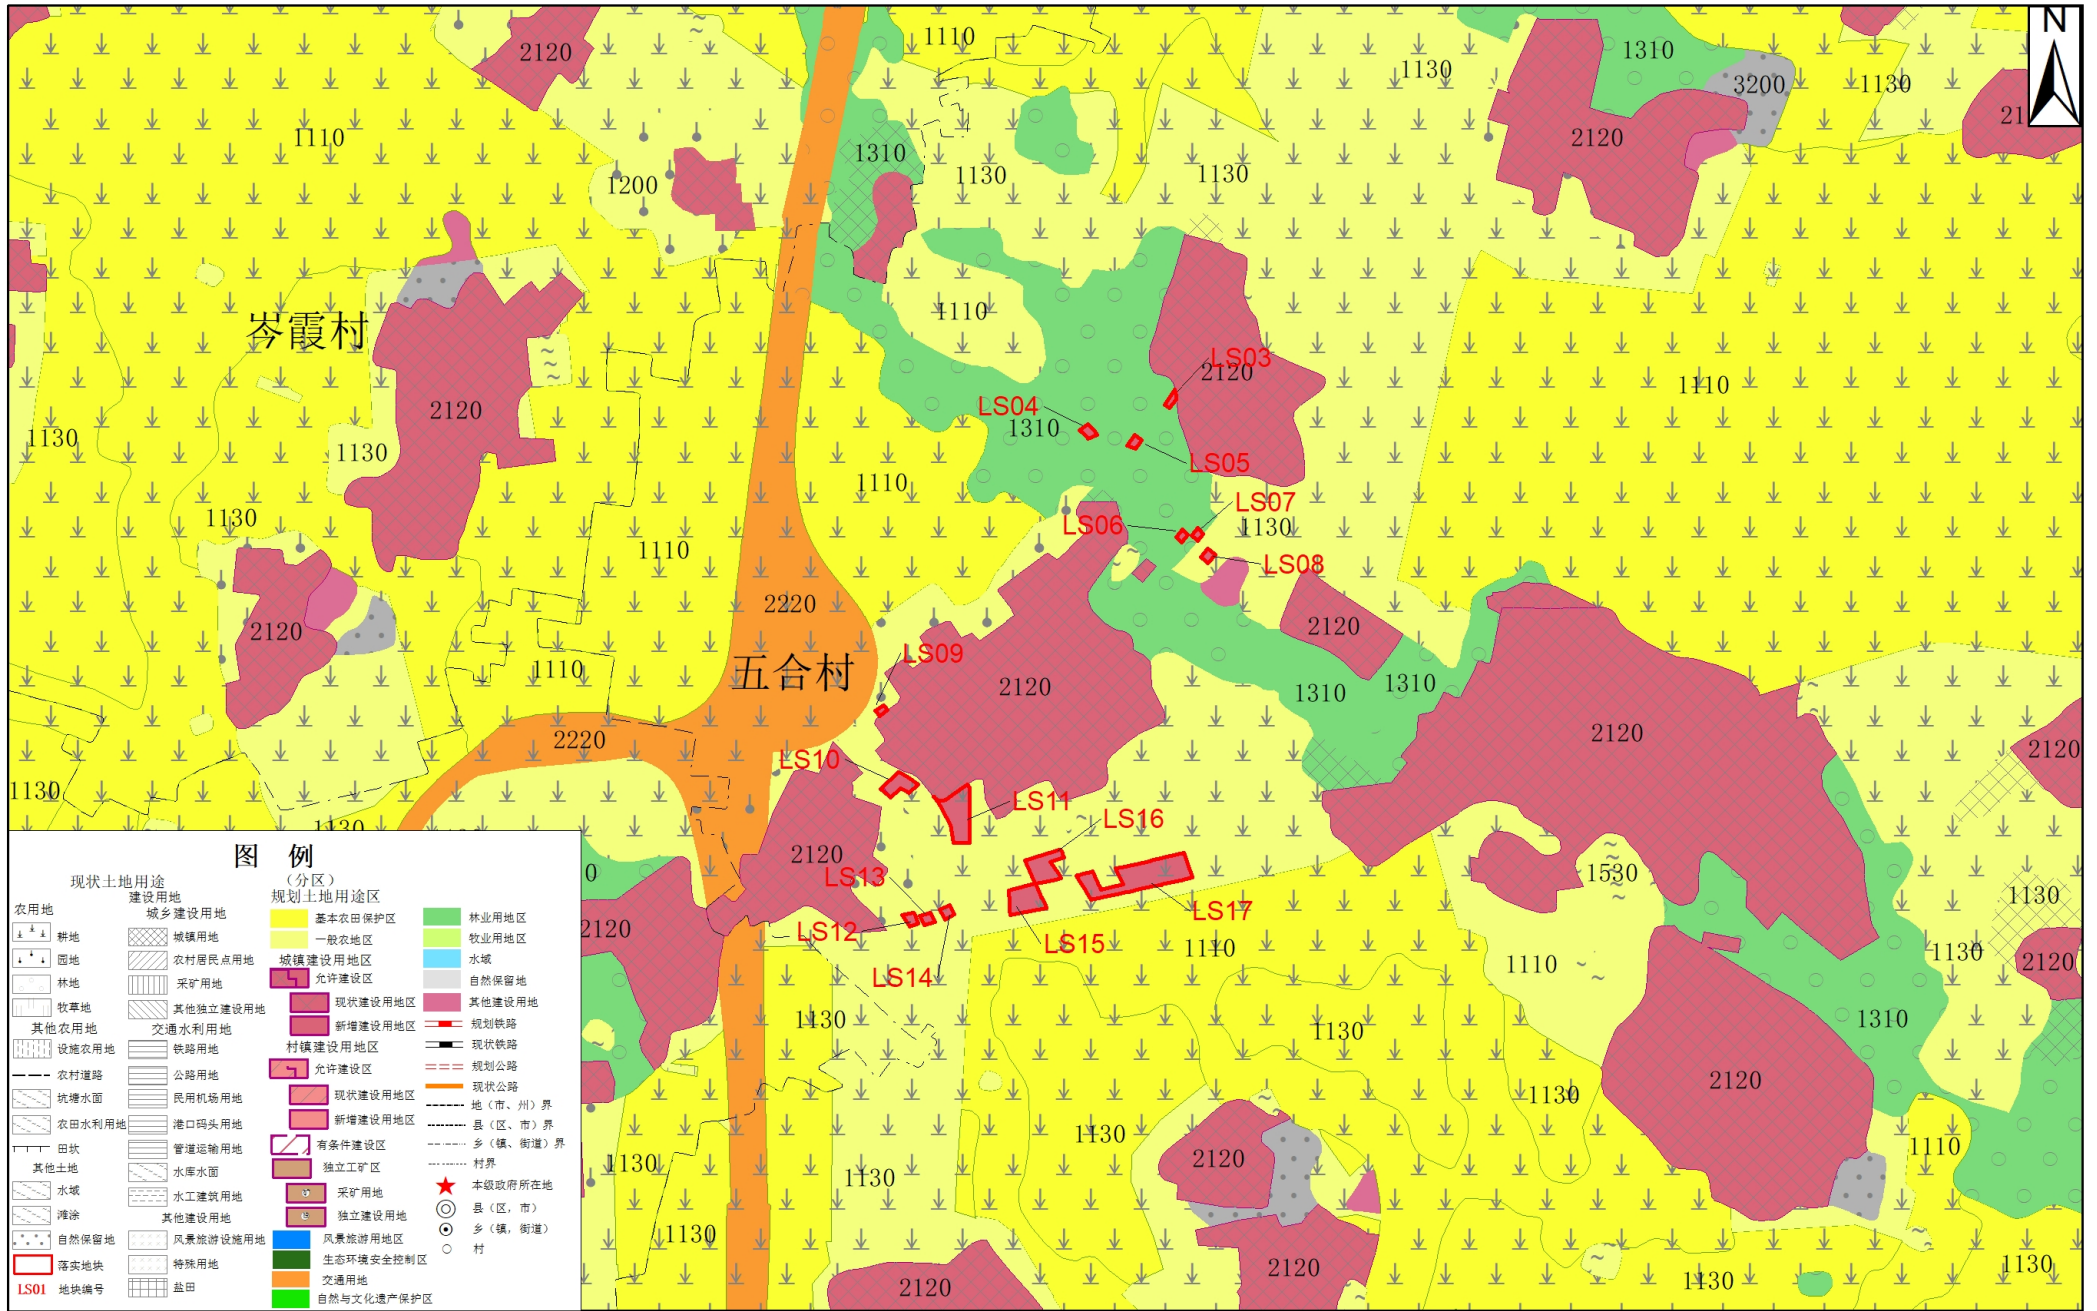 N
1110
2120
1310
1130
3200
1130
21
1110
2120
1310
1130
1130
1200
岑霞村
1110
LS03
2120
1110
LS04
1310
2120
1130
1130
LS05
1110
LS07
1130
LS06
LS08
1130
1110
2220
2120
2120
五合村
LS09
1110
2120
1310
1310
2220
2120
2120
LS10
1130
LS11
LS16
1130
2120
LS13
1530
1130
LS17
LS12
LS15
1110
2120
1110
1130
2120
LS14
1130
1130
1310
2120
1130
1130
1110
2120
1130
1130
1130
2120
1130
2120
1130
图 例
(分区)
现状土地用途
建设用地
规划土地用途区
农用地
城乡建设用地
基本农田保护区
林业用地区
耕地
城镇用地
一般农地区
牧业用地区
园地
农村居民点用地
城镇建设用地区
水域
林地
采矿用地
允许建设区
自然保留地
牧草地
其他独立建设用地
现状建设用地区
其他建设用地
其他农用地
交通水利用地
新增建设用地区
规划铁路
设施农用地
铁路用地
村镇建设用地区
现状铁路
农村道路
公路用地
允许建设区
规划公路
坑塘水面
民用机场用地
现状建设用地区
现状公路
农田水利用地
港口码头用地
新增建设用地区
地(市、州)界
县(区、市)界
田坎
管道运输用地
有条件建设区
乡(镇、街道)界
其他土地
水库水面
独立工矿区
村界
水域
水工建筑用地
采矿用地
本级政府所在地
滩涂
其他建设用地
独立建设用地
县(区,市)
自然保留地
风景旅游设施用地
风景旅游用地区
乡(镇,街道)
落实地块
特殊用地
生态环境安全控制区
村
LS01
地块编号
盐田
交通用地
自然与文化遗产保护区